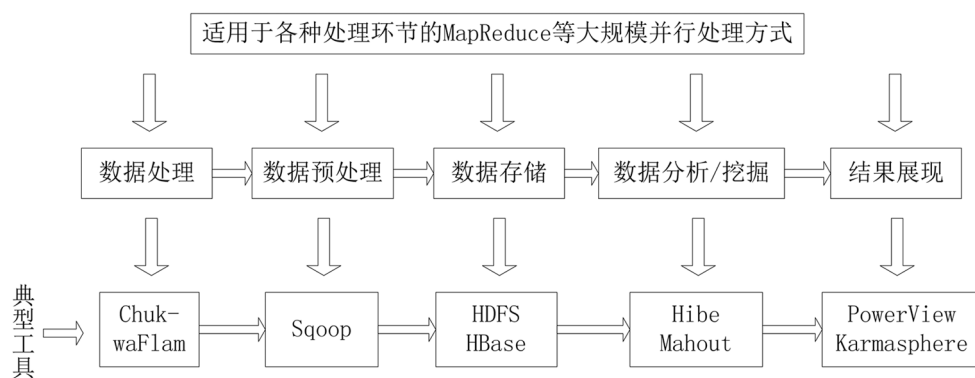 适用于各种处理环节的MapReduce等大规模并行处理方式
数据处理
数据预处理
数据存储
数据分析/挖掘
结果展现
典型工具
Chuk-
waFlam
Sqoop
HDFS
HBase
Hibe
Mahout
PowerView
Karmasphere